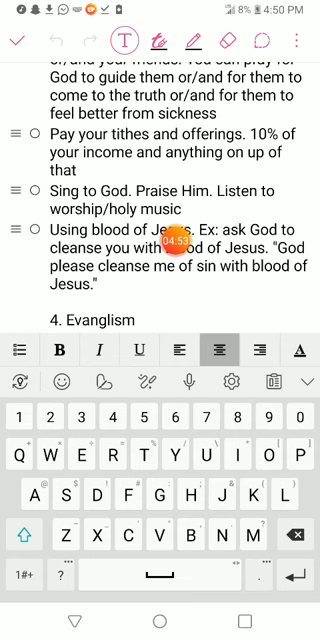 8% 4:50 PM
T
or/and your friends. You can pray for
God to guide them or/and for them to
come to the truth or/and for them to
feel better from sickness
Pay your tithes and offerings. 10% of
your income and anything on up of
that
Sing to God. Praise Him. Listen to
worship/holy music
Using blood of Jesus. Ex: ask God to
cleanse you with blood of Jesus. "God
04:53
please cleanse me of sin with blood of
Jesus."
4. Evanglism
B I U A
1 2 3 4 5 6 7 8 9 0
Q W E R T Y U I O P
A S D F G H J K L
Z X C V B N M
1#+ ? .